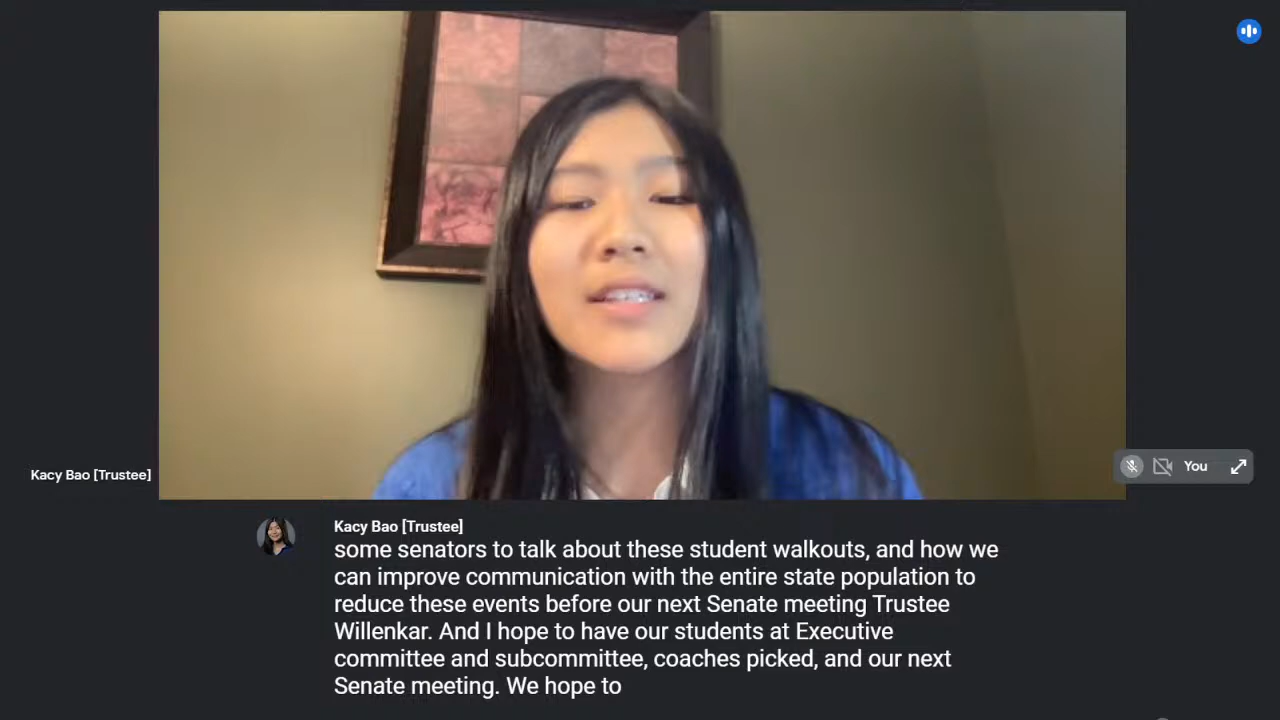 Kacy Bao [Trustee]
You
Kacy Bao [Trustee]
some senators to talk about these student walkouts, and how we
can improve communication with the entire state population to
reduce these events before our next Senate meeting Trustee
Willenkar. And I hope to have our students at Executive
committee and subcommittee, coaches picked, and our next
Senate meeting. We hope to